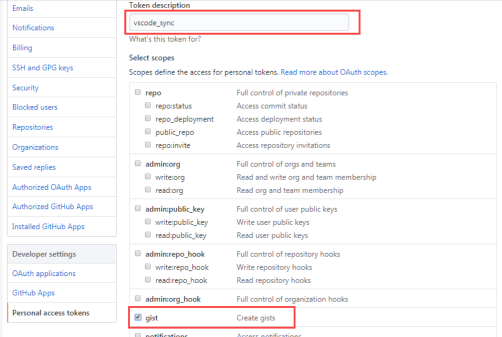 Emails
Notifications
Billing
SSH and GPG keys
Security
Blocked users
Repositories
Organizations
Saved replies
Authorized OAuth Apps
Authorized GitHub Apps
Installed GitHub Apps
Developer settings
OAuth applications
GitHub Apps
Personal access tokens
Token description
vscode_sync
What's this token for?
Select scopes
Scopes define the access for personal tokens. Read more about OAuth scopes.
repo Full control of private repositories
repo:status Access commit status
repo_deployment Access deployment status
public_repo Access public repositories
repo:invite Access repository invitations
admin:org Full control of orgs and teams
write:org Read and write org and team membership
read:org Read org and team membership
admin:public_key Full control of user public keys
write:public_key Write user public keys
read:public_key Read user public keys
admin:repo_hook Full control of repository hooks
write:repo_hook Write repository hooks
read:repo_hook Read repository hooks
admin:org_hook Full control of organization hooks
gist Create gists
notifications Access notifications